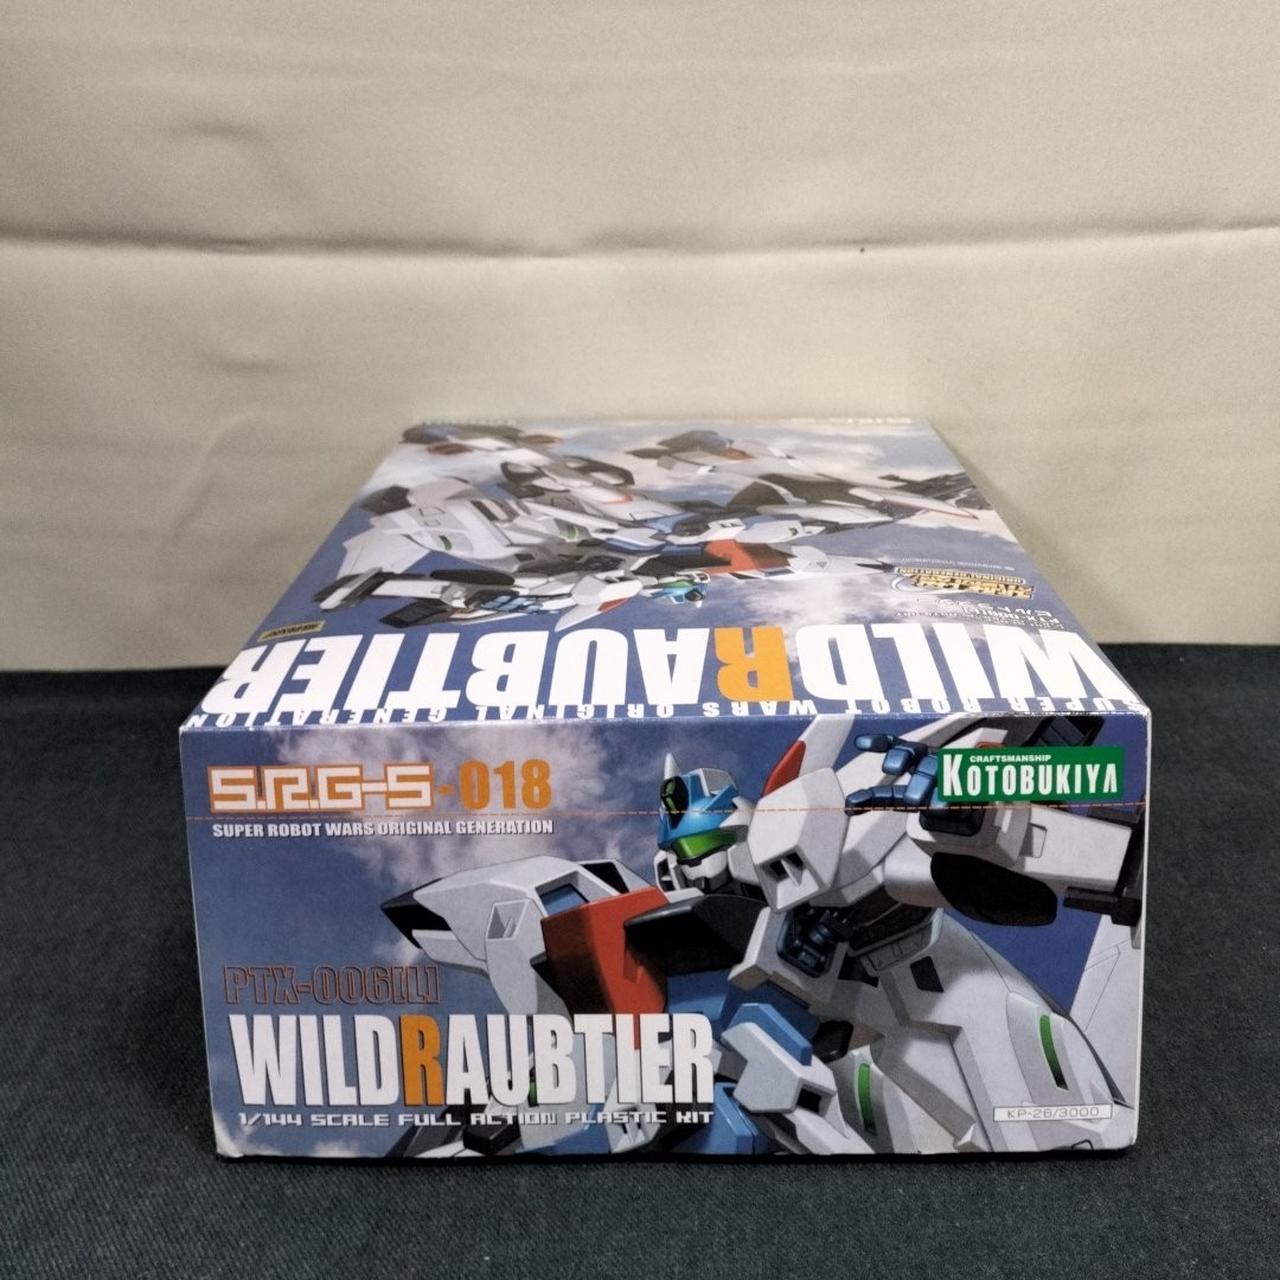 WILDRAUBTIER
SUPER ROBOT WARS ORIGINAL GENERATION
S.R.G-S-018
SUPER ROBOT WARS ORIGINAL GENERATION
CRAFTSMANSHIP
KOTOBUKIYA
PTX-006[L]
WILDRAUBTIER
1/144 SCALE FULL ACTION PLASTIC KIT
KP-26/3000